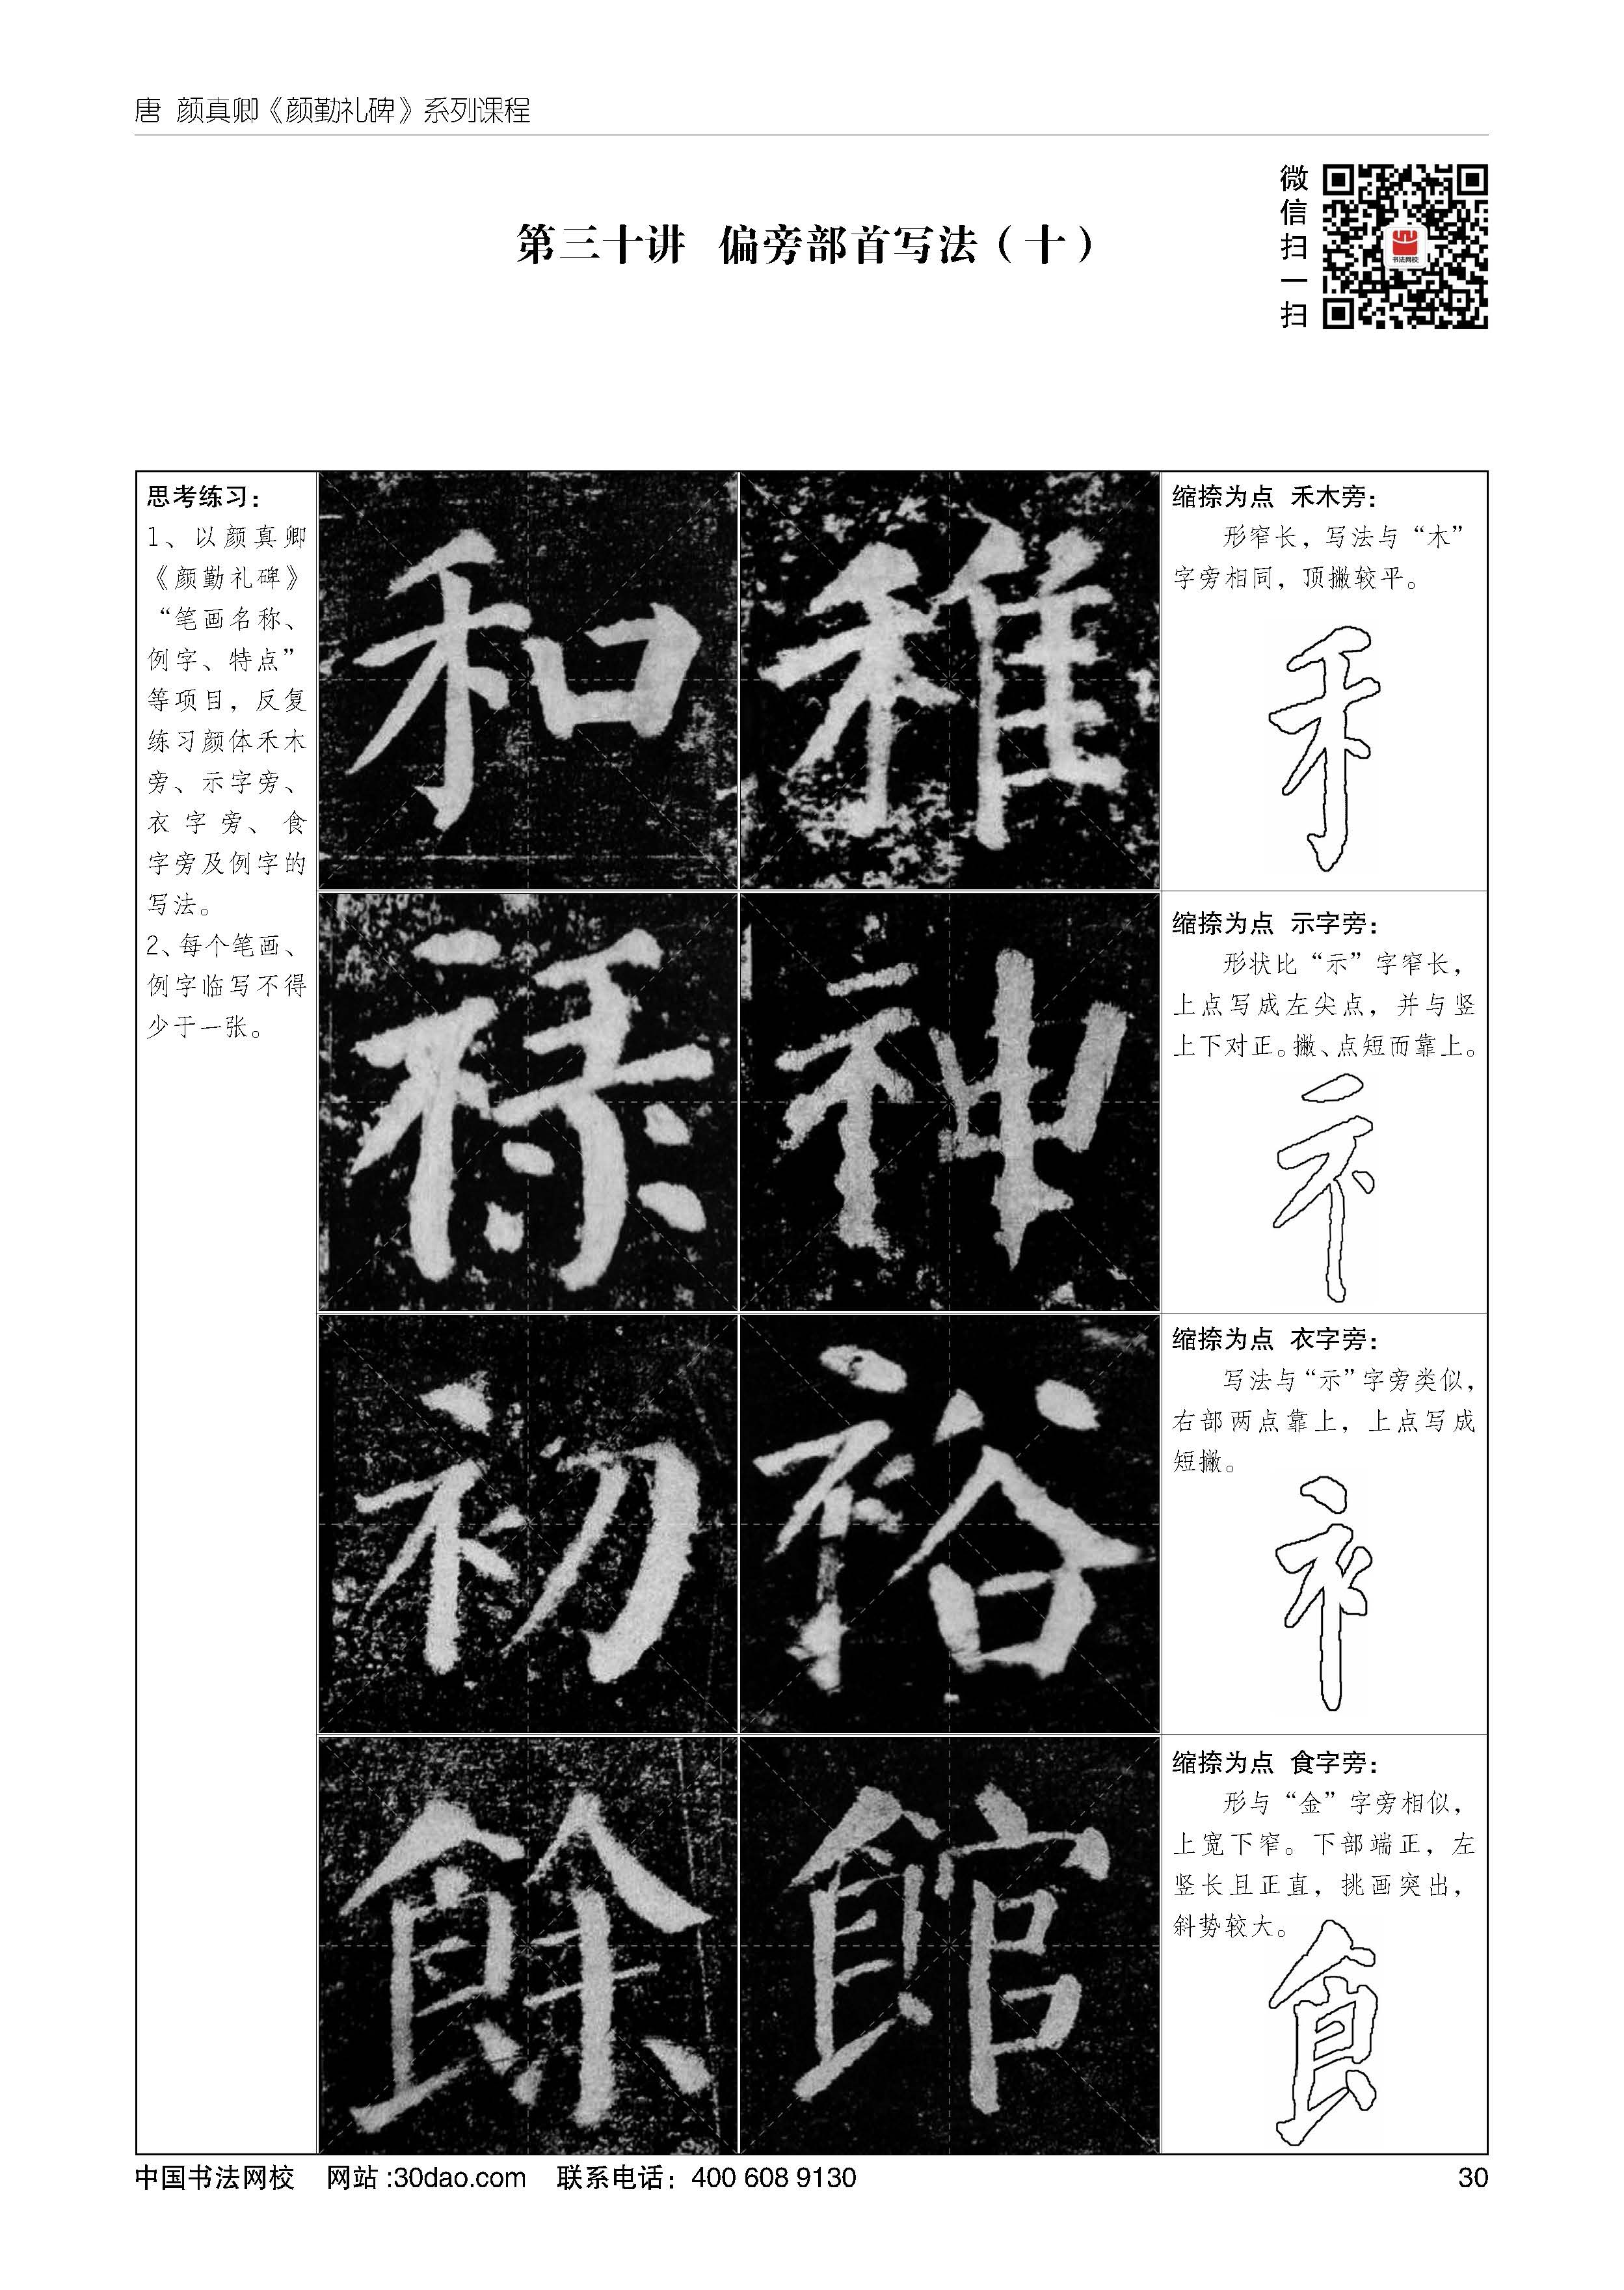 唐 颜真卿《颜勤礼碑》系列课程
微信扫一扫
书法网校
第三十讲 偏旁部首写法（十）
思考练习：
1、以颜真卿
《颜勤礼碑》
“笔画名称、
例字、特点”
等项目，反复
练习颜体禾木
旁、示字旁、
衣字旁、食
字旁及例字的
写法。
2、每个笔画、
例字临写不得
少于一张。
和 稚
缩捺为点 禾木旁：
形窄长，写法与“木”
字旁相同，顶撇较平。
禄 神
缩捺为点 示字旁：
形状比“示”字窄长，
上点写成左尖点，并与竖
上下对正。撇、点短而靠上。
初 裕
缩捺为点 衣字旁：
写法与“示”字旁类似，
右部两点靠上，上点写成
短撇。
餘 館
缩捺为点 食字旁：
形与“金”字旁相似，
上宽下窄。下部端正，左
竖长且正直，挑画突出，
斜势较大。
中国书法网校 网站:30dao.com 联系电话：400 608 9130
30